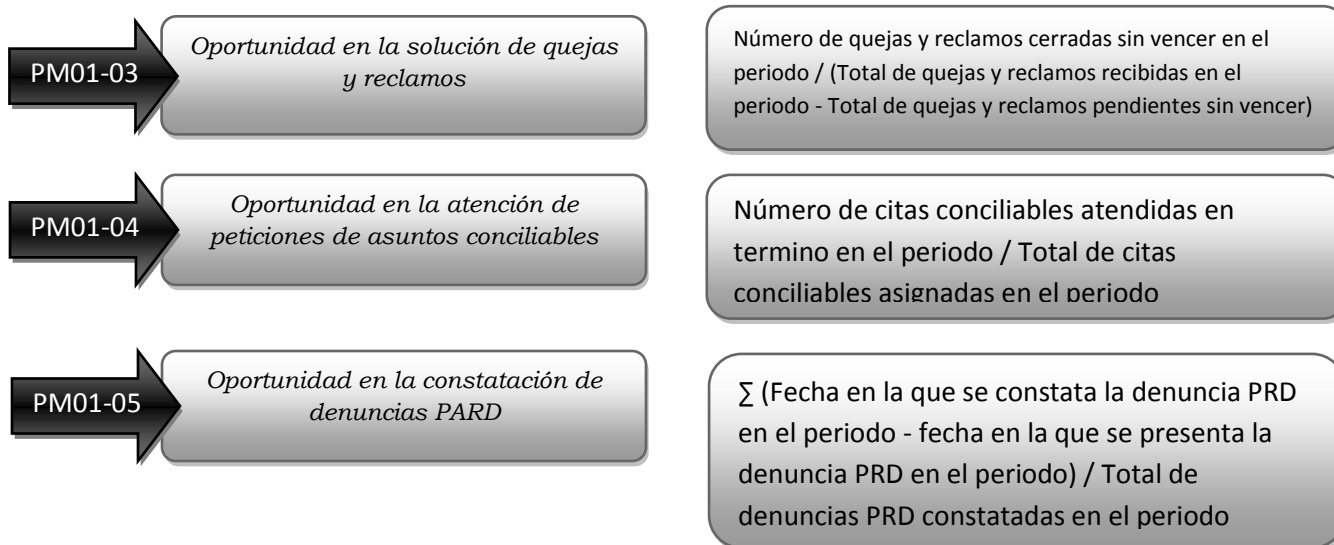 PM01-03
Oportunidad en la solución de quejas
y reclamos
Número de quejas y reclamos cerradas sin vencer en el
periodo / (Total de quejas y reclamos recibidas en el
periodo - Total de quejas y reclamos pendientes sin vencer)
PM01-04
Oportunidad en la atención de
peticiones de asuntos conciliables
Número de citas conciliables atendidas en
termino en el periodo / Total de citas
conciliables asignadas en el periodo
PM01-05
Oportunidad en la constatación de
denuncias PARD
∑ (Fecha en la que se constata la denuncia PRD
en el periodo - fecha en la que se presenta la
denuncia PRD en el periodo) / Total de
denuncias PRD constatadas en el periodo